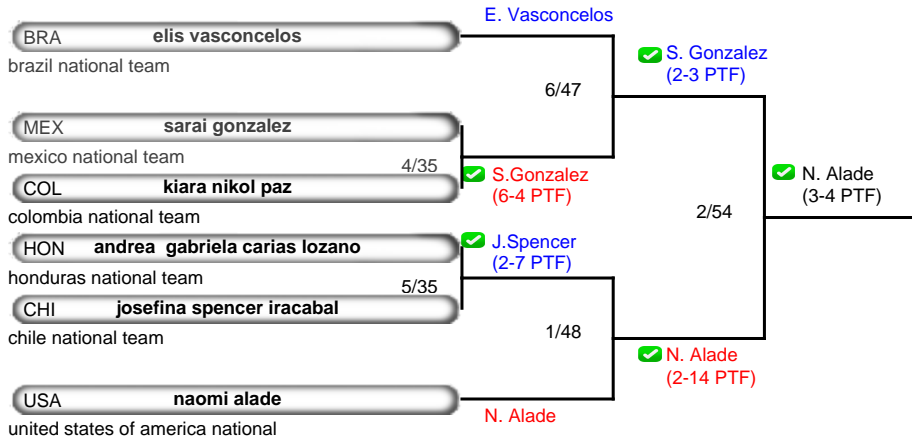 E. Vasconcelos
BRA elis vasconcelos
brazil national team
S. Gonzalez
(2-3 PTF)
6/47
MEX sarai gonzalez
mexico national team
4/35
S.Gonzalez
(6-4 PTF)
COL kiara nikol paz
colombia national team
N. Alade
(3-4 PTF)
2/54
HON andrea gabriela carias lozano
honduras national team
J.Spencer
(2-7 PTF)
5/35
CHI josefina spencer iracabal
chile national team
1/48
N. Alade
(2-14 PTF)
USA naomi alade
united states of america national
N. Alade